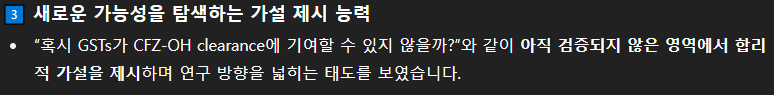 3 새로운 가능성을 탐색하는 가설 제시 능력
• "혹시 GSTs가 CFZ-OH clearance에 기여할 수 있지 않을까?"와 같이 아직 검증되지 않은 영역에서 합리
적 가설을 제시하며 연구 방향을 넓히는 태도를 보였습니다.